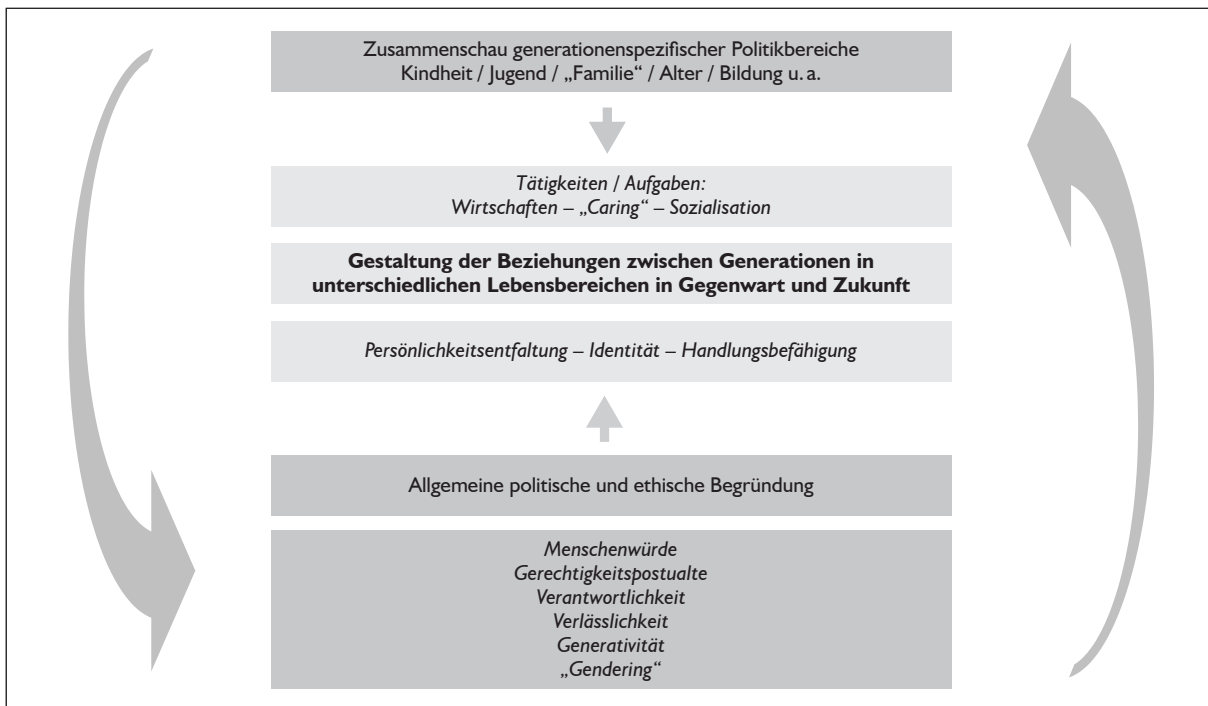 Zusammenschau generationenspezifischer Politikbereiche
Kindheit / Jugend / „Familie“ / Alter / Bildung u. a.
Tätigkeiten / Aufgaben:
Wirtschaften – „Caring“ – Sozialisation
Gestaltung der Beziehungen zwischen Generationen in
unterschiedlichen Lebensbereichen in Gegenwart und Zukunft
Persönlichkeitsentfaltung – Identität – Handlungsbefähigung
Allgemeine politische und ethische Begründung
Menschenwürde
Gerechtigkeitspostualte
Verantwortlichkeit
Verlässlichkeit
Generativität
„Gendering“